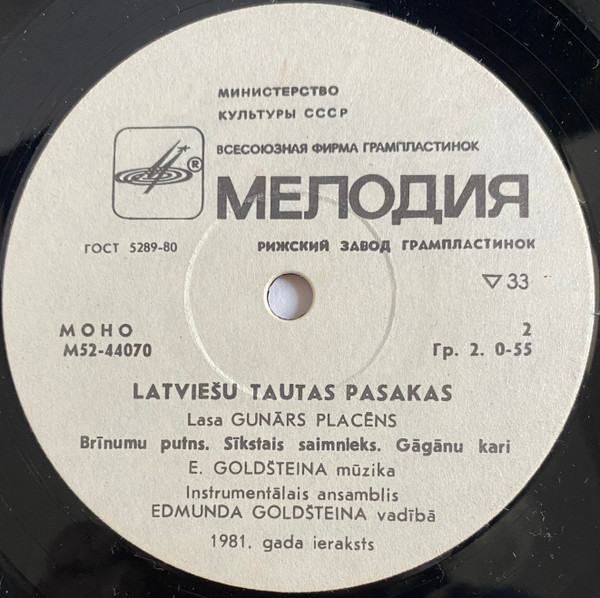 МИНИСТЕРСТВО
КУЛЬТУРЫ СССР
ВСЕСОЮЗНАЯ ФИРМА ГРАМПЛАСТИНОК
®
МЕЛОДИЯ
ГОСТ 5289-80 РИЖСКИЙ ЗАВОД ГРАМПЛАСТИНОК
▽ 33
МОНО 2
М52-44070 Гр. 2. 0-55
LATVIEŠU TAUTAS PASAKAS
Lasa GUNĀRS PLACĒNS
Brīnumu putns. Sīkstais saimnieks. Gāgānu kari
E. GOLDŠTEINA mūzika
Instrumentālais ansamblis
EDMUNDA GOLDŠTEINA vadībā
1981. gada ieraksts